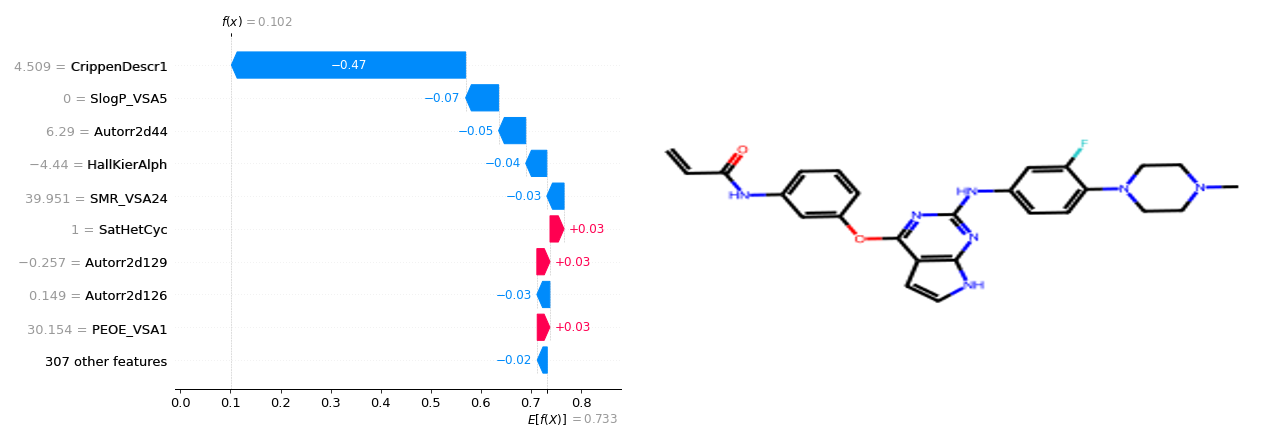 f(x) = 0.102
4.509 = CrippenDescr1
−0.47
0 = SlogP_VSA5
−0.07
6.29 = Autorr2d44
−0.05
−4.44 = HallKierAlph
−0.04
39.951 = SMR_VSA24
−0.03
1 = SatHetCyc
+0.03
−0.257 = Autorr2d129
+0.03
0.149 = Autorr2d126
−0.03
30.154 = PEOE_VSA1
+0.03
307 other features
−0.02
0.0 0.1 0.2 0.3 0.4 0.5 0.6 0.7 0.8
E[f(X)] = 0.733
O
HN
O
N
N
HN
NH
F
N
N